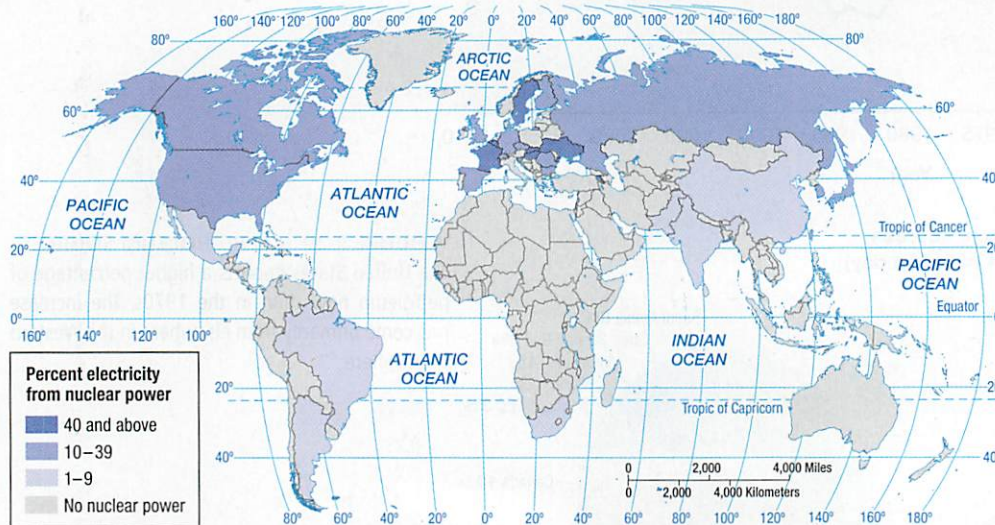 160° 140° 120° 100° 80° 60° 40° 20° 0° 20° 40° 60° 80° 100° 120° 140° 160° 180°
80° 80°
ARCTIC
OCEAN
60° 60°
40° 40°
PACIFIC
OCEAN
ATLANTIC
OCEAN
Tropic of Cancer
20° 20°
PACIFIC
OCEAN
Equator
0° 0°
160° 140° 120° 100°
ATLANTIC
OCEAN
INDIAN
OCEAN
20° 20
Tropic of Capricorn
40° 40°
Percent electricity
from nuclear power
40 and above
10–39
1–9
No nuclear power
0 2,000 4,000 Miles
0 2,000 4,000 Kilometers
80° 60° 40° 20° 0° 20° 40° 60° 80° 100° 120° 140° 160°